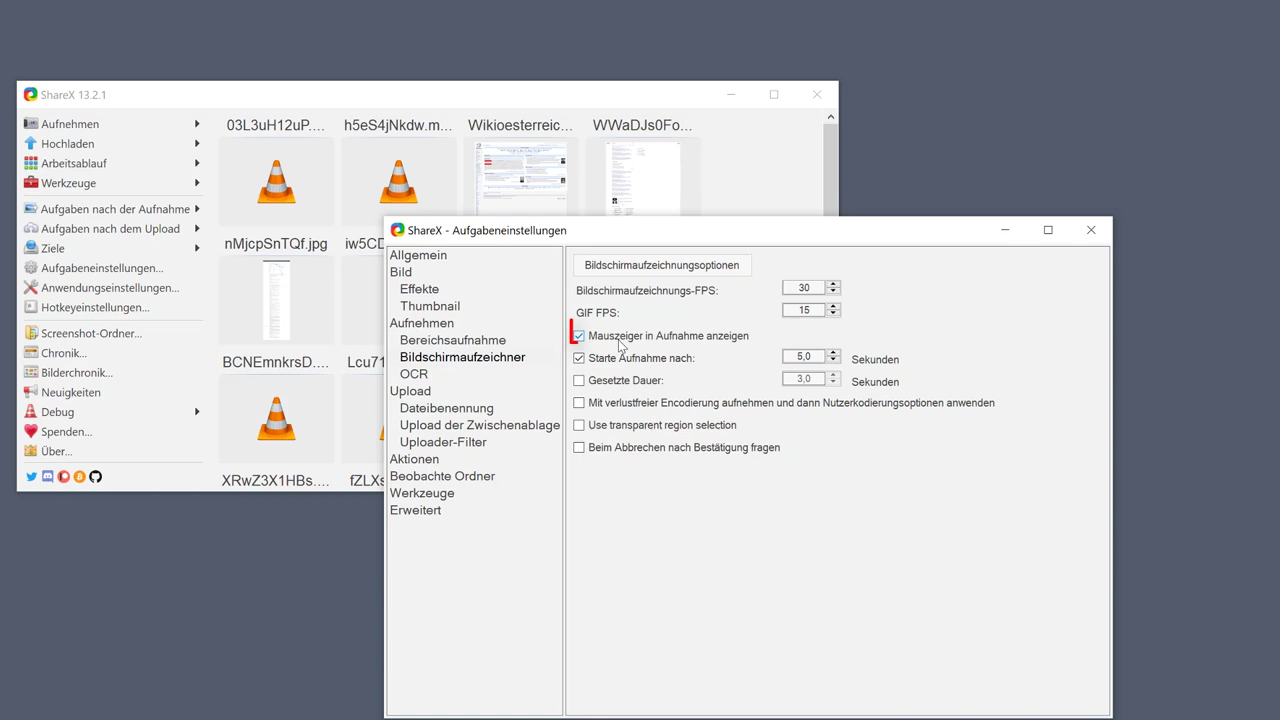 ShareX 13.2.1
Aufnehmen
Hochladen
Arbeitsablauf
Werkzeuge
Aufgaben nach der Aufnahme
Aufgaben nach dem Upload
Ziele
Aufgabeneinstellungen...
Anwendungseinstellungen...
Hotkeyeinstellungen...
Screenshot-Ordner...
Chronik...
Bilderchronik...
Neuigkeiten
Debug
Spenden...
Über...
03L3uH12uP....
h5eS4jNkdw.m...
Wikioesterreic...
WWaDJs0Fo...
nMjcpSnTQf.jpg
iw5CD
BCNEmnkrsD....
Lcu71
XRwZ3X1HBs....
fZLXs
ShareX - Aufgabeneinstellungen
Allgemein
Bild
Effekte
Thumbnail
Aufnehmen
Bereichsaufnahme
Bildschirmaufzeichner
OCR
Upload
Dateibenennung
Upload der Zwischenablage
Uploader-Filter
Aktionen
Beobachte Ordner
Werkzeuge
Erweitert
Bildschirmaufzeichnungsoptionen
Bildschirmaufzeichnungs-FPS: 30
GIF FPS: 15
Mauszeiger in Aufnahme anzeigen
Starte Aufnahme nach: 5,0 Sekunden
Gesetzte Dauer: 3,0 Sekunden
Mit verlustfreier Encodierung aufnehmen und dann Nutzerkodierungsoptionen anwenden
Use transparent region selection
Beim Abbrechen nach Bestätigung fragen